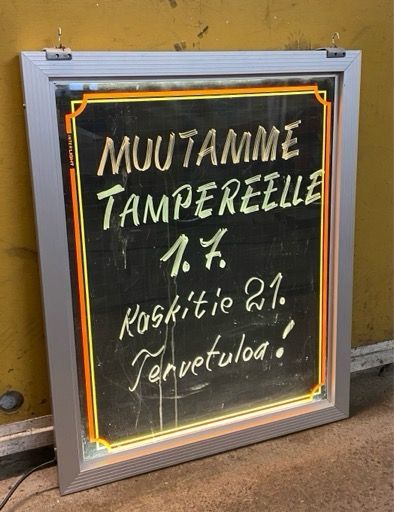 MUUTAMME
TAMPEREELLE
1.7.
Kaskitie 21.
Tervetuloa!